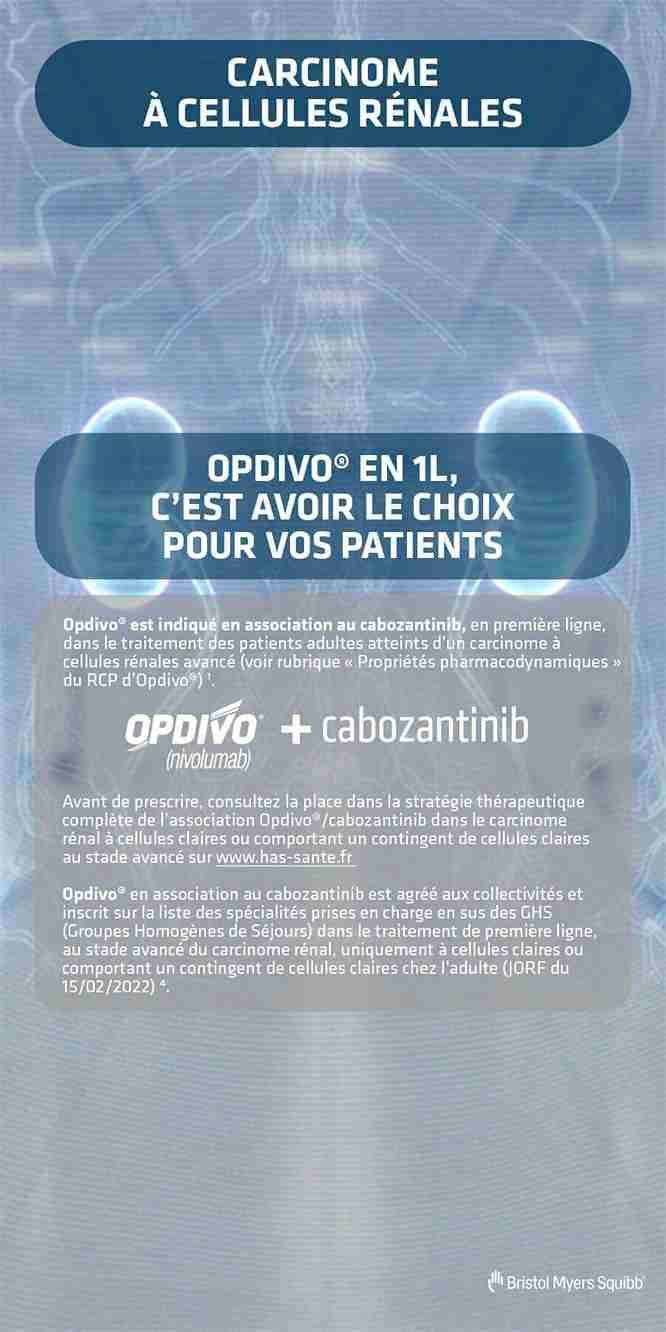 CARCINOME
À CELLULES RÉNALES
OPDIVO® EN 1L,
C'EST AVOIR LE CHOIX
POUR VOS PATIENTS
Opdivo® est indiqué en association au cabozantinib, en première ligne,
dans le traitement des patients adultes atteints d'un carcinome à
cellules rénales avancé (voir rubrique « Propriétés pharmacodynamiques »
du RCP d'Opdivo®) ¹.
OPDIVO® + cabozantinib
(nivolumab)
Avant de prescrire, consultez la place dans la stratégie thérapeutique
complète de l'association Opdivo®/cabozantinib dans le carcinome
rénal à cellules claires ou comportant un contingent de cellules claires
au stade avancé sur www.has-sante.fr
Opdivo® en association au cabozantinib est agréé aux collectivités et
inscrit sur la liste des spécialités prises en charge en sus des GHS
(Groupes Homogènes de Séjours) dans le traitement de première ligne,
au stade avancé du carcinome rénal, uniquement à cellules claires ou
comportant un contingent de cellules claires chez l'adulte (JORF du
15/02/2022) ⁴.
Bristol Myers Squibb